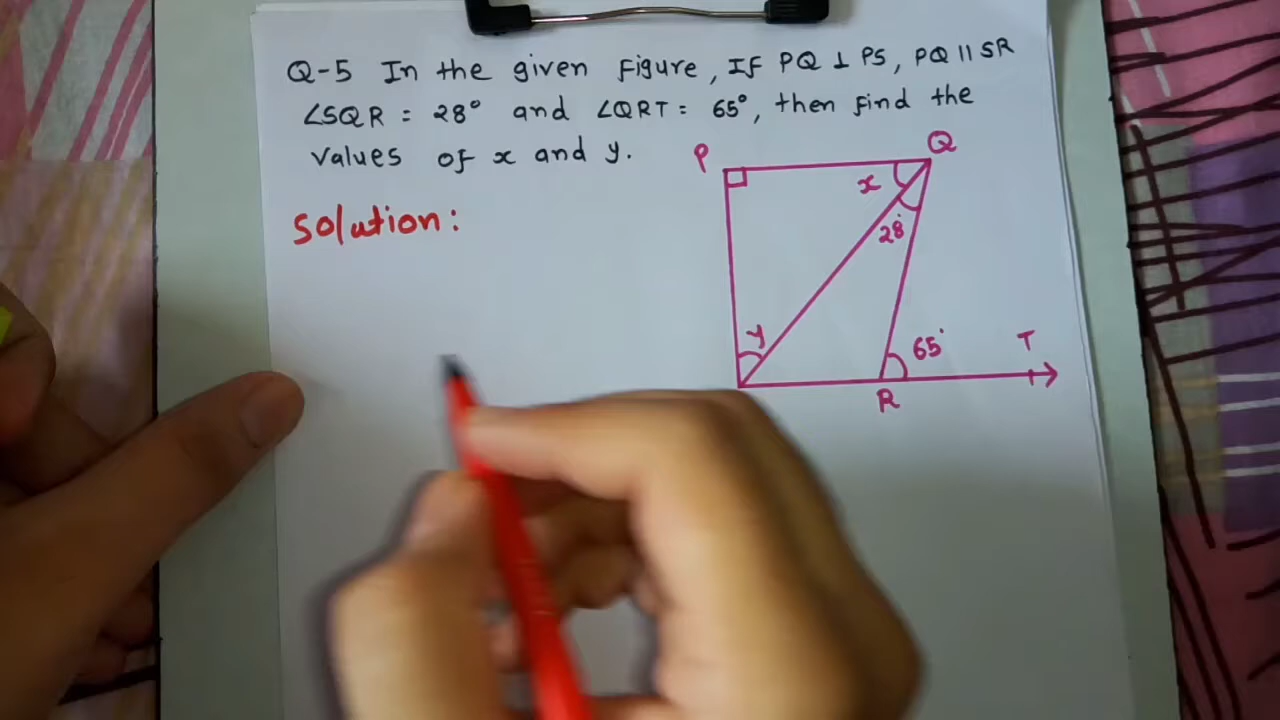 Q-5 In the given figure, If PQ ⊥ PS, PQ || SR
∠SQR = 28° and ∠QRT = 65°, then find the
values of x and y.
P
Q
x
28°
Solution:
y
65°
T
R